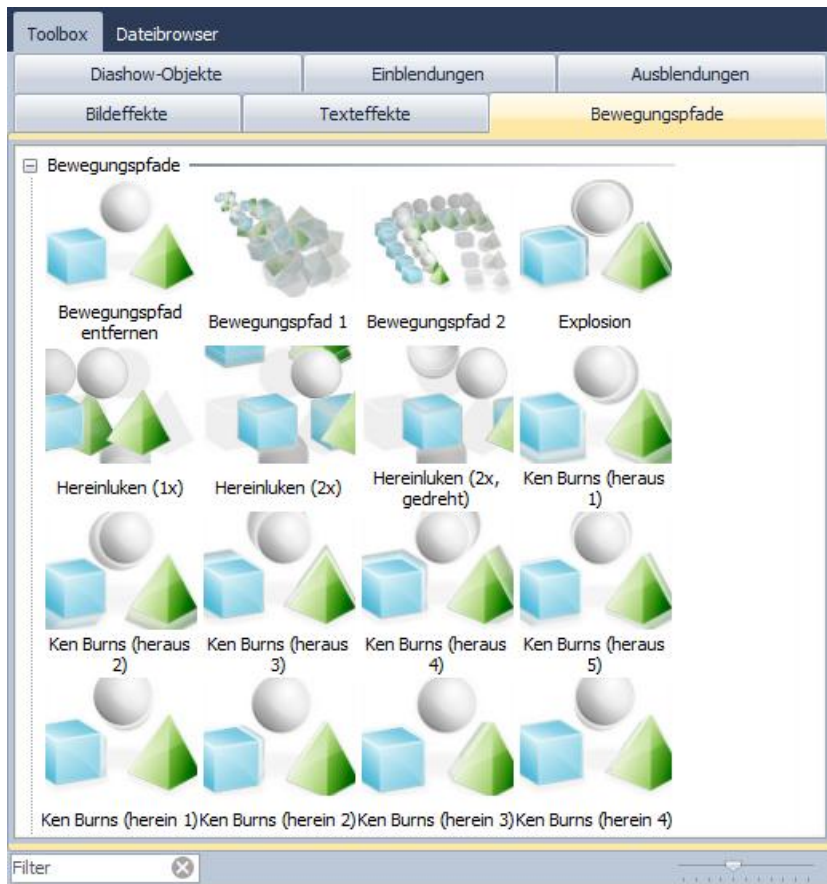 Toolbox Dateibrowser
Diashow-Objekte Einblendungen Ausblendungen
Bildeffekte Texteffekte Bewegungspfade
Bewegungspfade
Bewegungspfad
entfernen
Bewegungspfad 1
Bewegungspfad 2
Explosion
Hereinluken (1x)
Hereinluken (2x)
Hereinluken (2x,
gedreht)
Ken Burns (heraus
1)
Ken Burns (heraus
2)
Ken Burns (heraus
3)
Ken Burns (heraus
4)
Ken Burns (heraus
5)
Ken Burns (herein 1)
Ken Burns (herein 2)
Ken Burns (herein 3)
Ken Burns (herein 4)
Filter